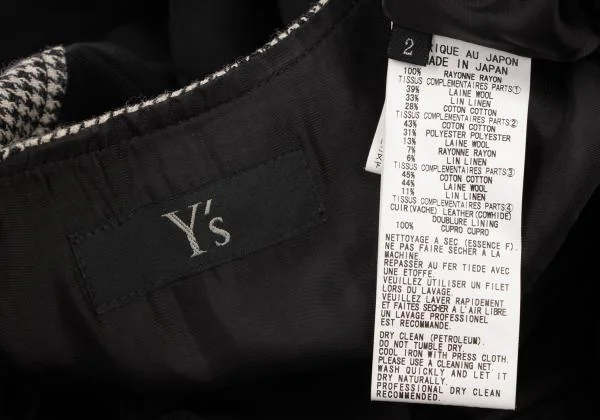 Y's
2
IQUE AU JAPON
MADE IN JAPAN
100% RAYONNE RAYON
TISSUS COMPLEMENTAIRES PARTS①
39% LAINE WOOL
33% LIN LINEN
28% COTON COTTON
TISSUS COMPLEMENTAIRES PARTS②
43% COTON COTTON
31% POLYESTER POLYESTER
13% LAINE WOOL
7% RAYONNE RAYON
6% LIN LINEN
TISSUS COMPLEMENTAIRES PARTS③
45% COTON COTTON
44% LAINE WOOL
11% LIN LINEN
TISSUS COMPLEMENTAIRES PARTS④
CUIR(VACHE) LEATHER(COWHIDE)
DOUBLURE LINING
100% CUPRO CUPRO
NETTOYAGE A SEC (ESSENCE F).
NE PAS FAIRE SECHER A LA
MACHINE.
REPASSER AU FER TIEDE AVEC
UNE ETOFFE.
VEUILLEZ UTILISER UN FILET
LORS DU LAVAGE.
VEUILLEZ LAVER RAPIDEMENT
ET FAITES SECHER A L'AIR LIBRE.
UN LAVAGE PROFESSIONEL
EST RECOMMANDE.
DRY CLEAN (PETROLEUM).
DO NOT TUMBLE DRY
COOL IRON WITH PRESS CLOTH.
PLEASE USE A CLEANING NET.
WASH QUICKLY AND LET IT
DRY NATURALLY.
PROFESSIONAL DRY CLEAN
RECOMMENDED.